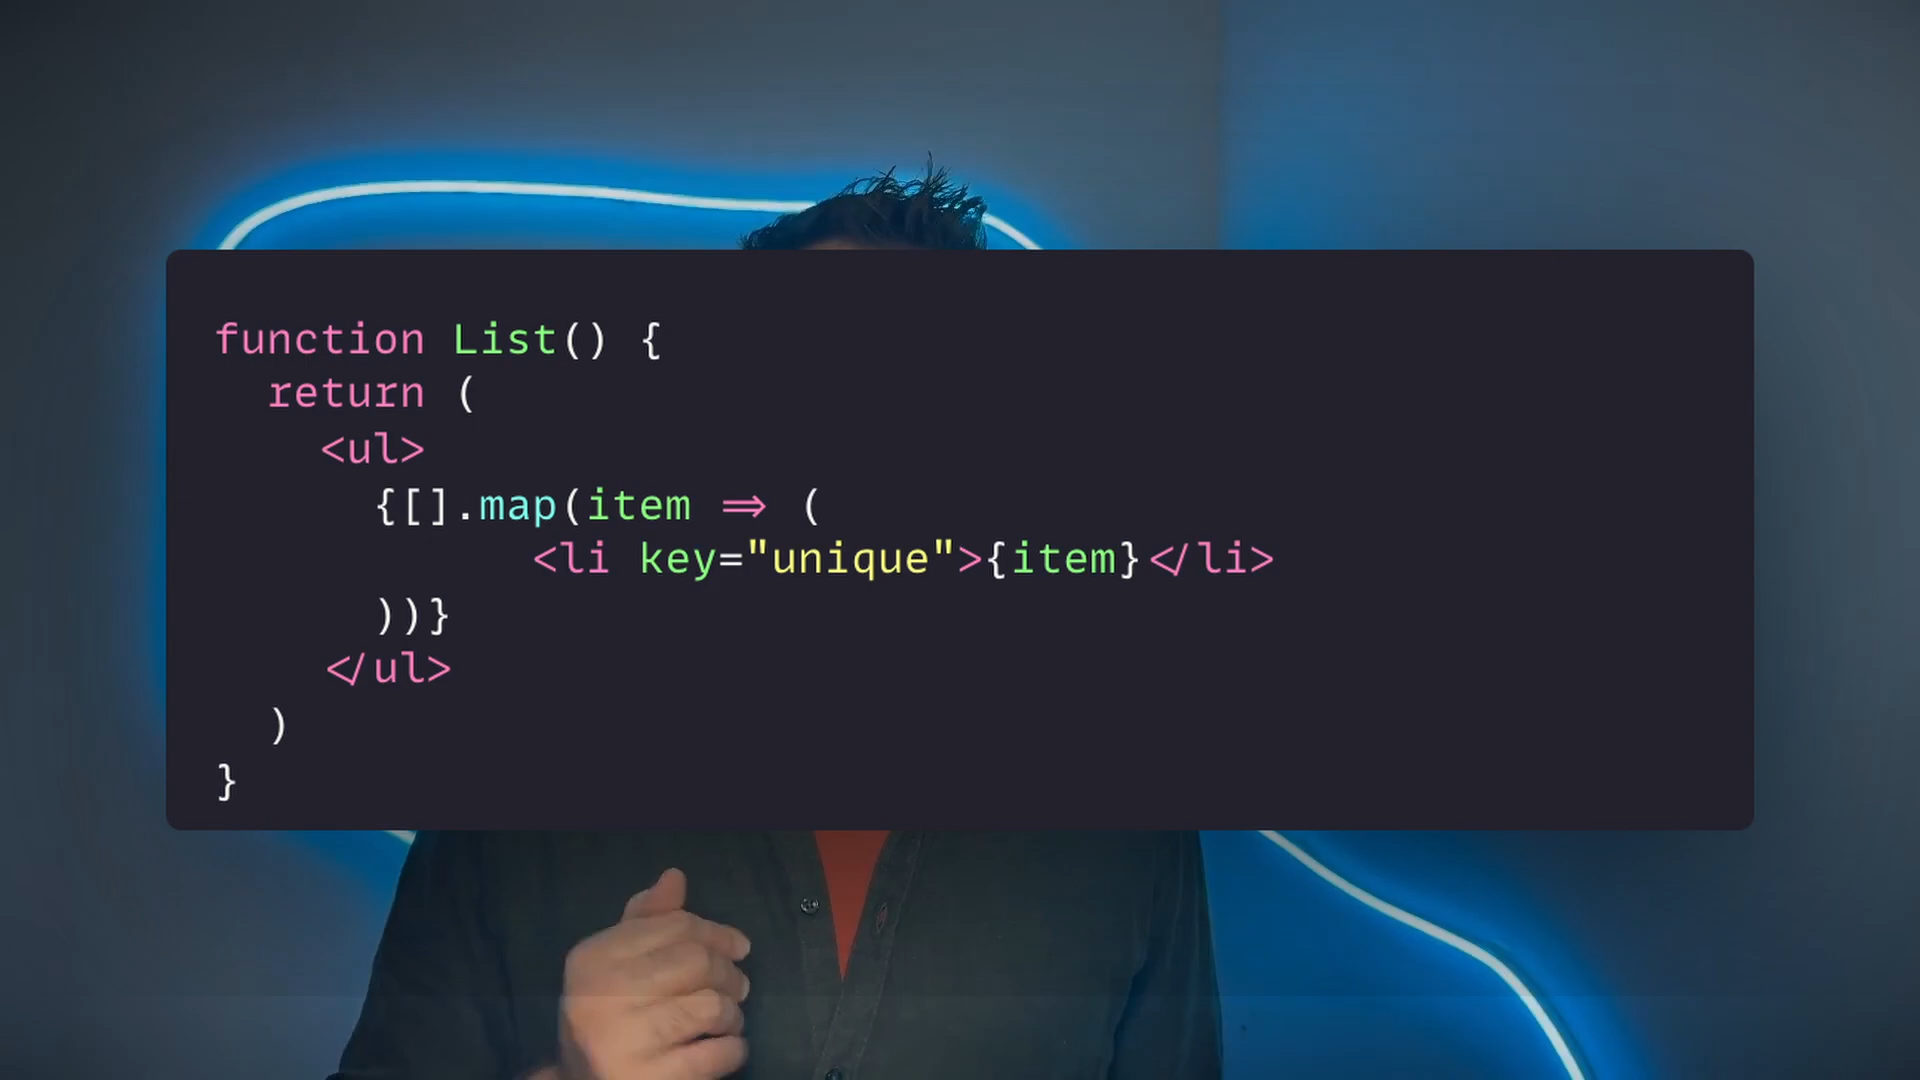 function List() {
return (
<ul>
{[].map(item => (
<li key="unique">{item}</li>
))}
</ul>
)
}